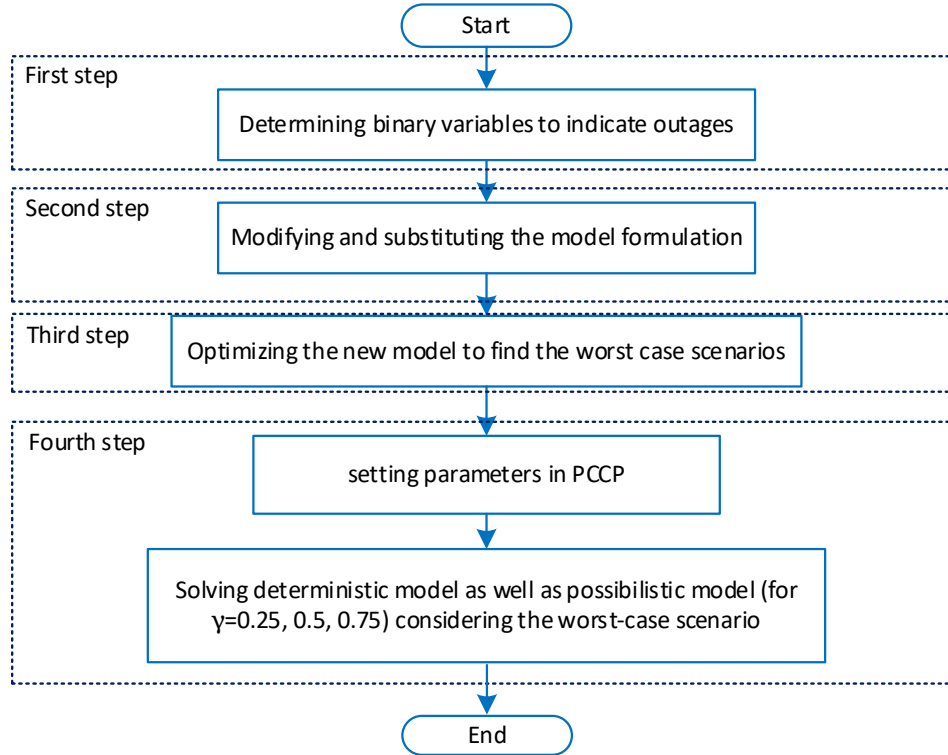 Start
First step
Determining binary variables to indicate outages
Second step
Modifying and substituting the model formulation
Third step
Optimizing the new model to find the worst case scenarios
Fourth step
setting parameters in PCCP
Solving deterministic model as well as possibilistic model (for
γ=0.25, 0.5, 0.75) considering the worst-case scenario
End